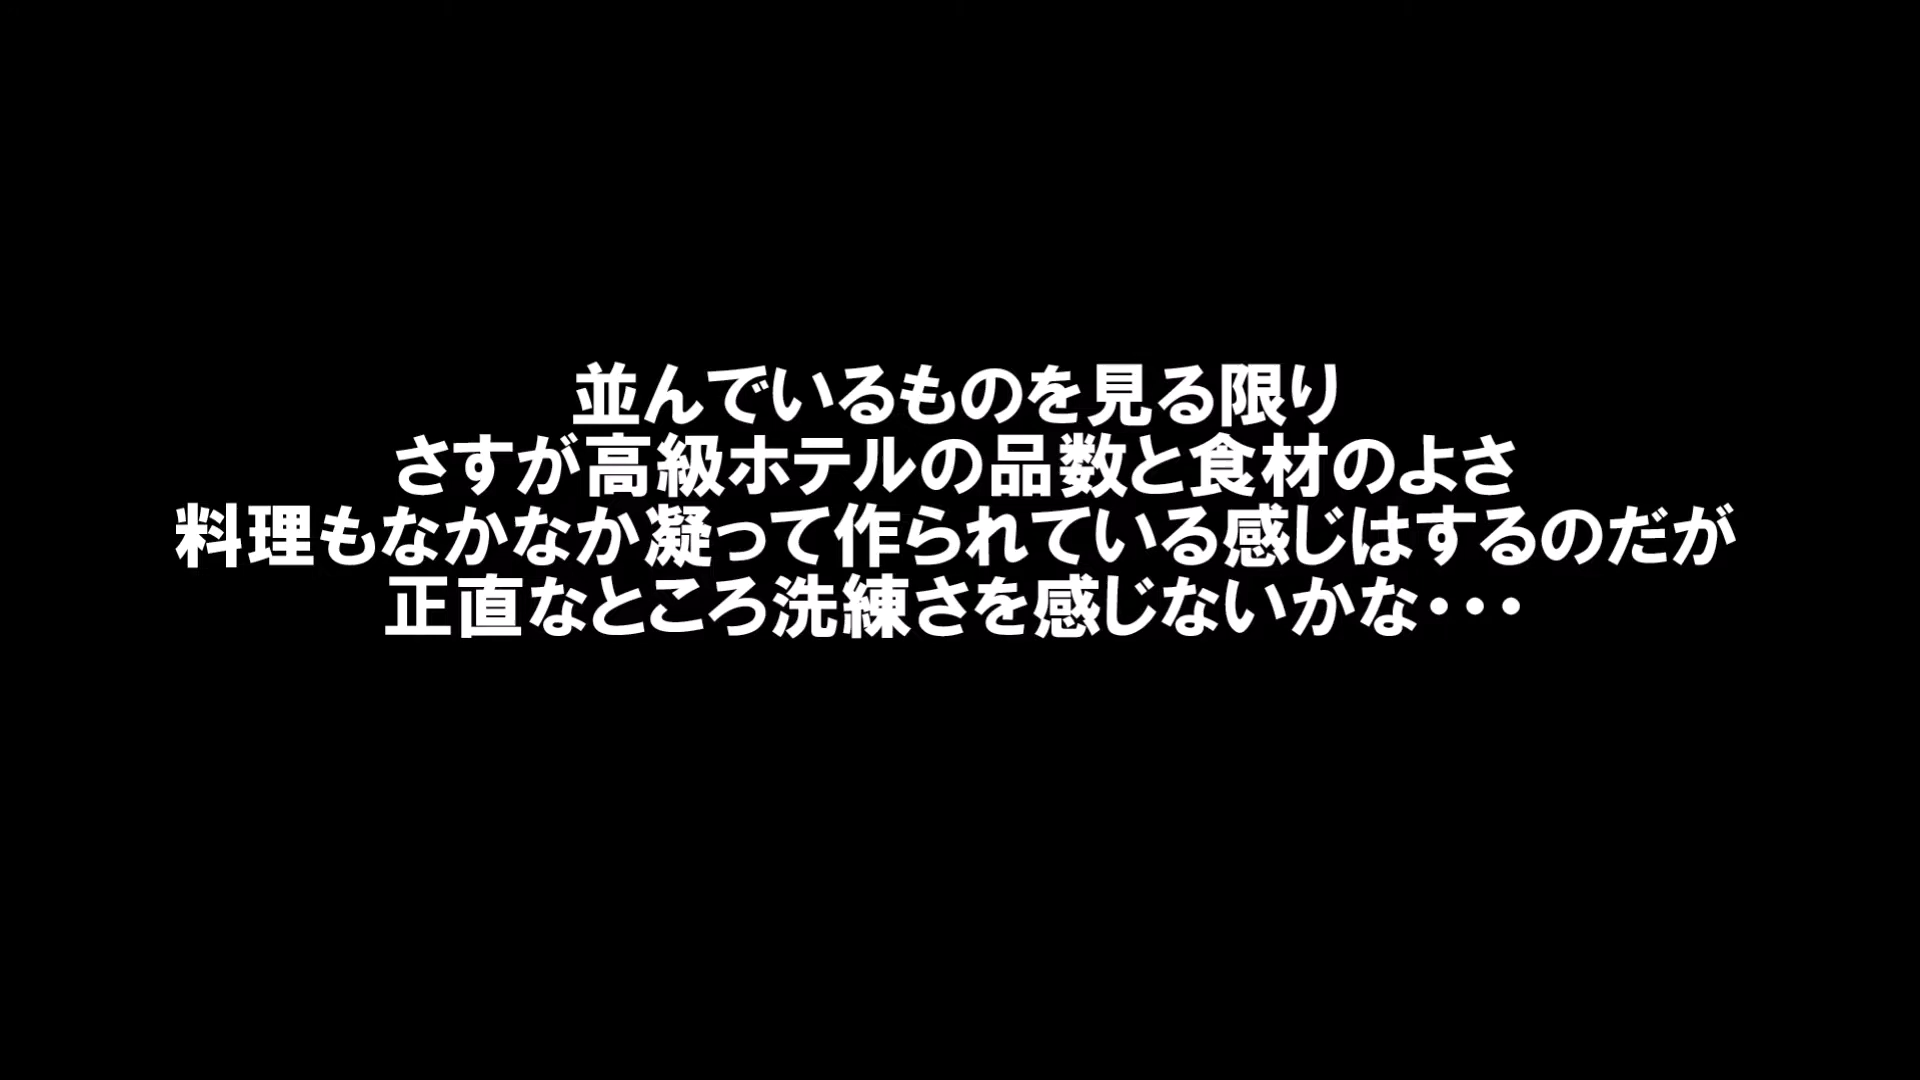 並んでいるものを見る限り
さすが高級ホテルの品数と食材のよさ
料理もなかなか凝って作られている感じはするのだが
正直なところ洗練さを感じないかな・・・